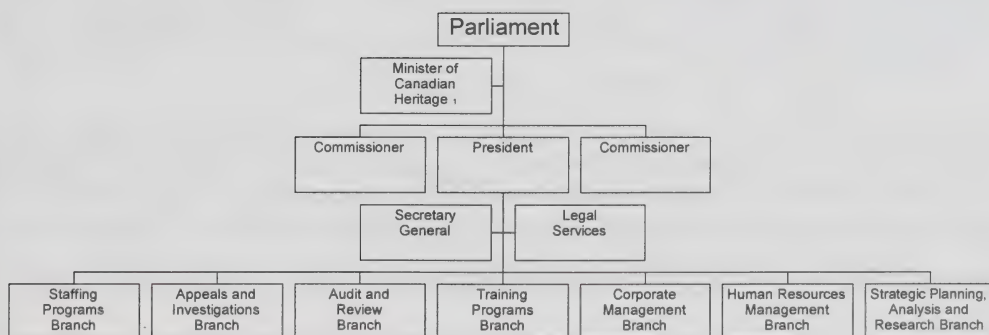 Parliament
Minister of
Canadian
Heritage 1
Commissioner
President
Commissioner
Secretary
General
Legal
Services
Staffing
Programs
Branch
Appeals and
Investigations
Branch
Audit and
Review
Branch
Training
Programs
Branch
Corporate
Management
Branch
Human Resources
Management
Branch
Strategic Planning,
Analysis and
Research Branch